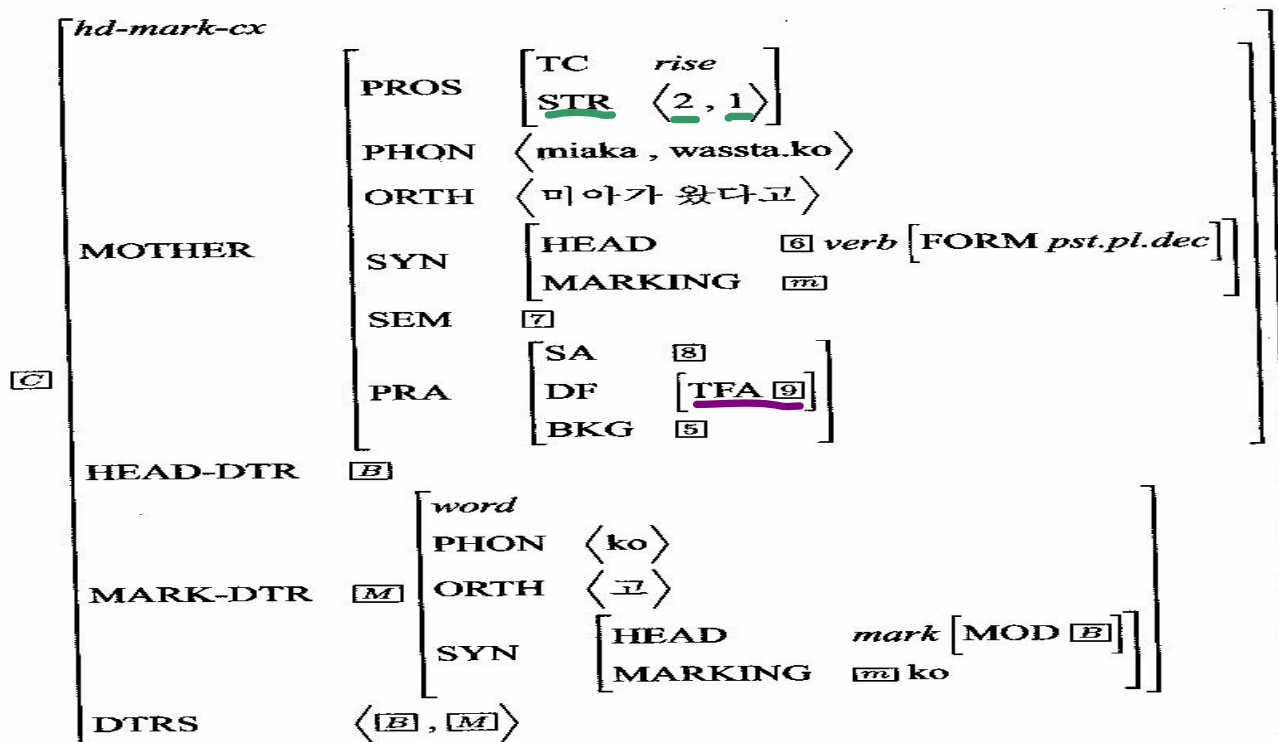 hd-mark-cx
TC rise
PROS
STR ⟨2 , 1⟩
PHON ⟨miaka , wassta.ko⟩
ORTH ⟨미아가 왔다고⟩
HEAD 6 verb [FORM pst.pl.dec]
MOTHER
SYN
MARKING m
SEM 7
SA 8
C
PRA DF [TFA 9]
BKG 5
HEAD-DTR B
word
PHON ⟨ko⟩
MARK-DTR M ORTH ⟨고⟩
HEAD mark [MOD B]
SYN
MARKING m ko
DTRS ⟨B , M⟩